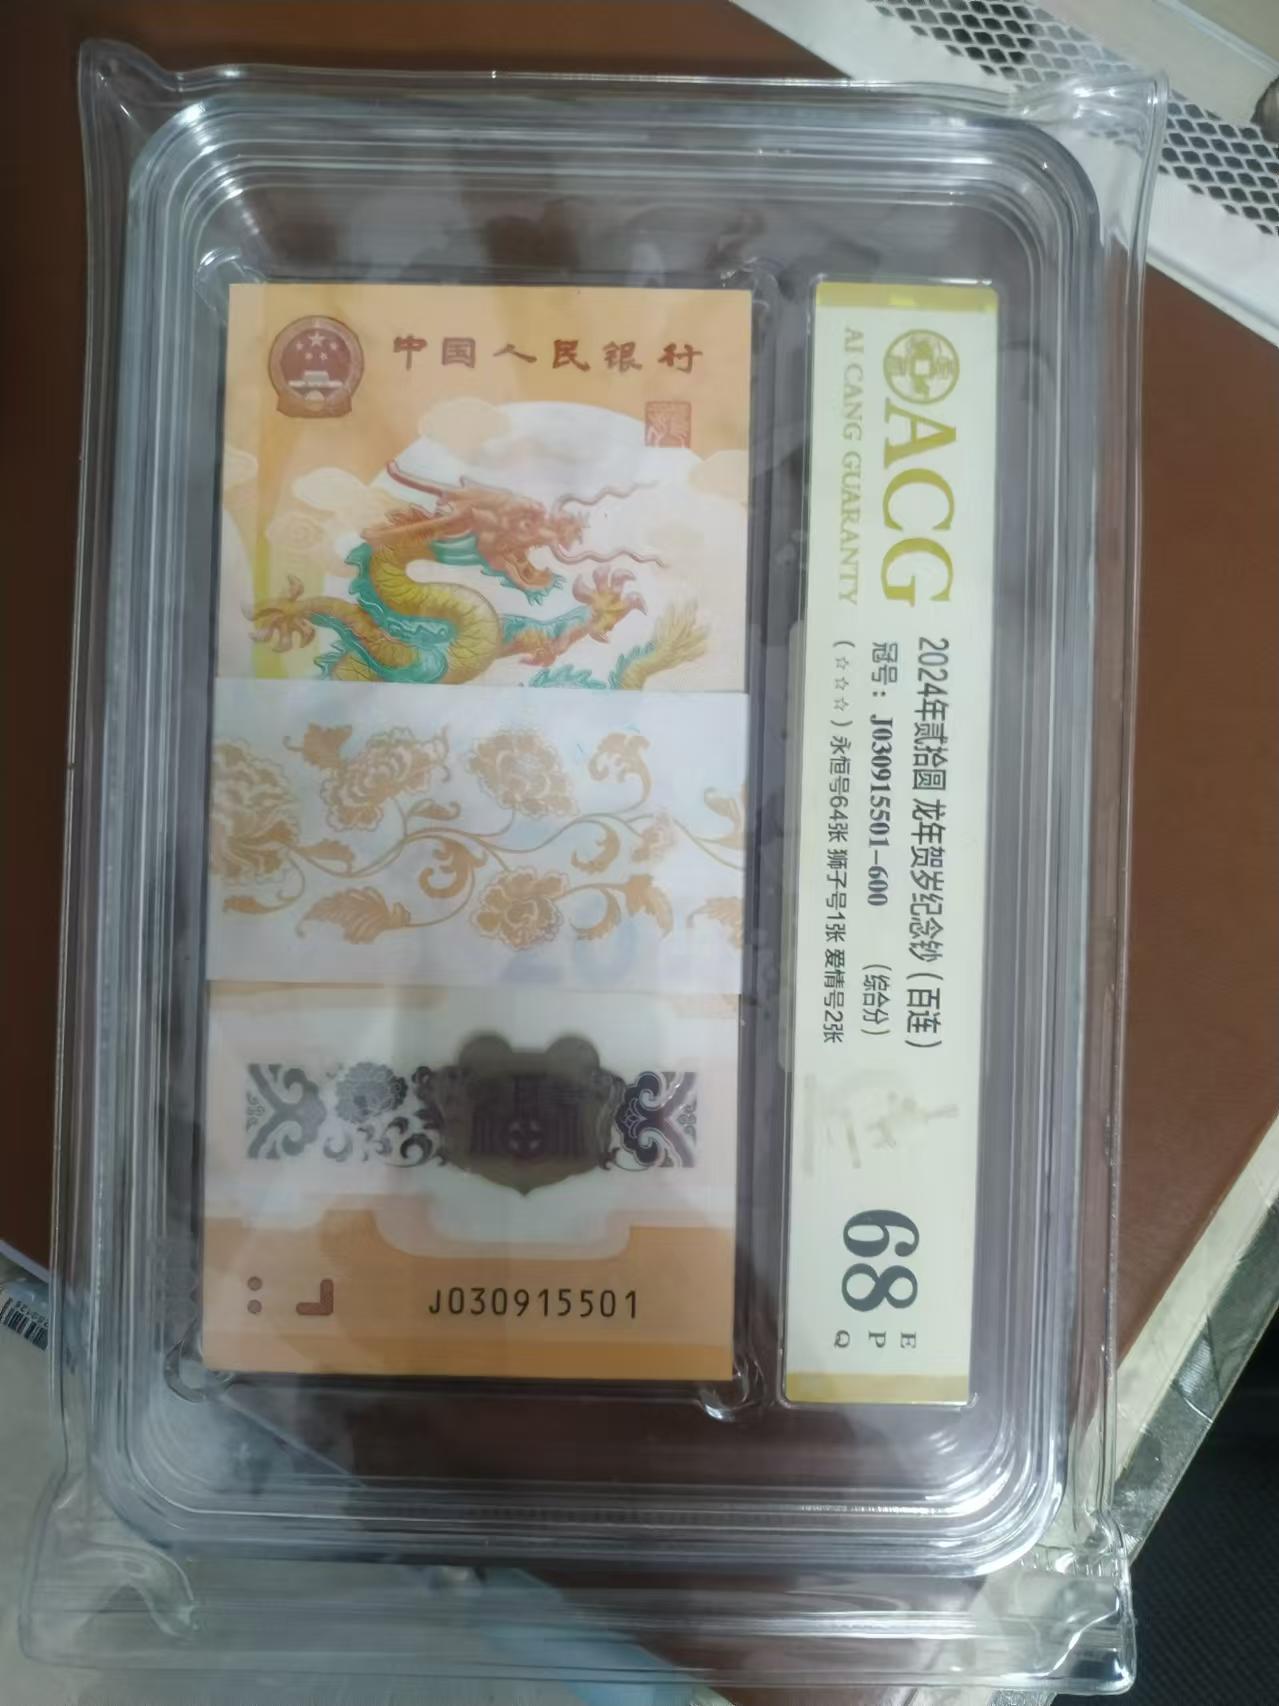 中国人民银行
J030915501
ACG
AI CANG GUARANTY
2024年贰拾圆 龙年贺岁纪念钞（百连）
冠号：J030915501-600 （综合分）
（☆☆☆）永恒号64张 狮子号1张 爱情号2张
68
E
P
Q